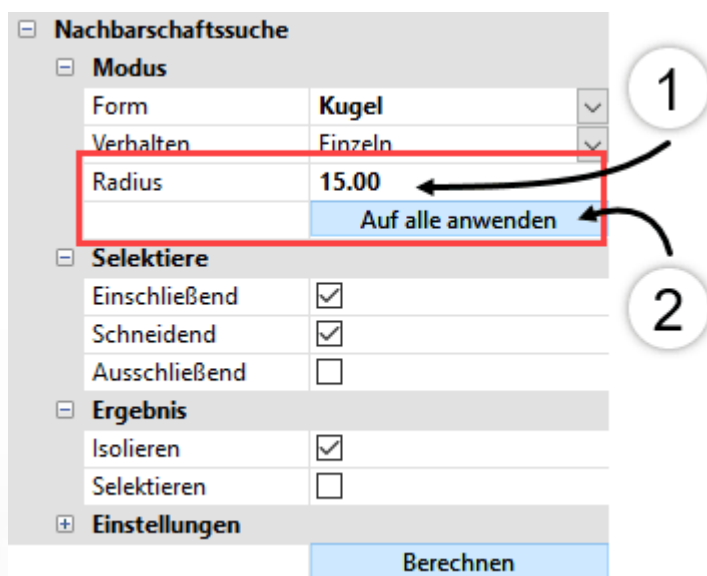 Nachbarschaftssuche
Modus
Form Kugel
Verhalten Einzeln
Radius 15.00
Auf alle anwenden
Selektiere
Einschließend
Schneidend
Ausschließend
Ergebnis
Isolieren
Selektieren
Einstellungen
Berechnen
1
2